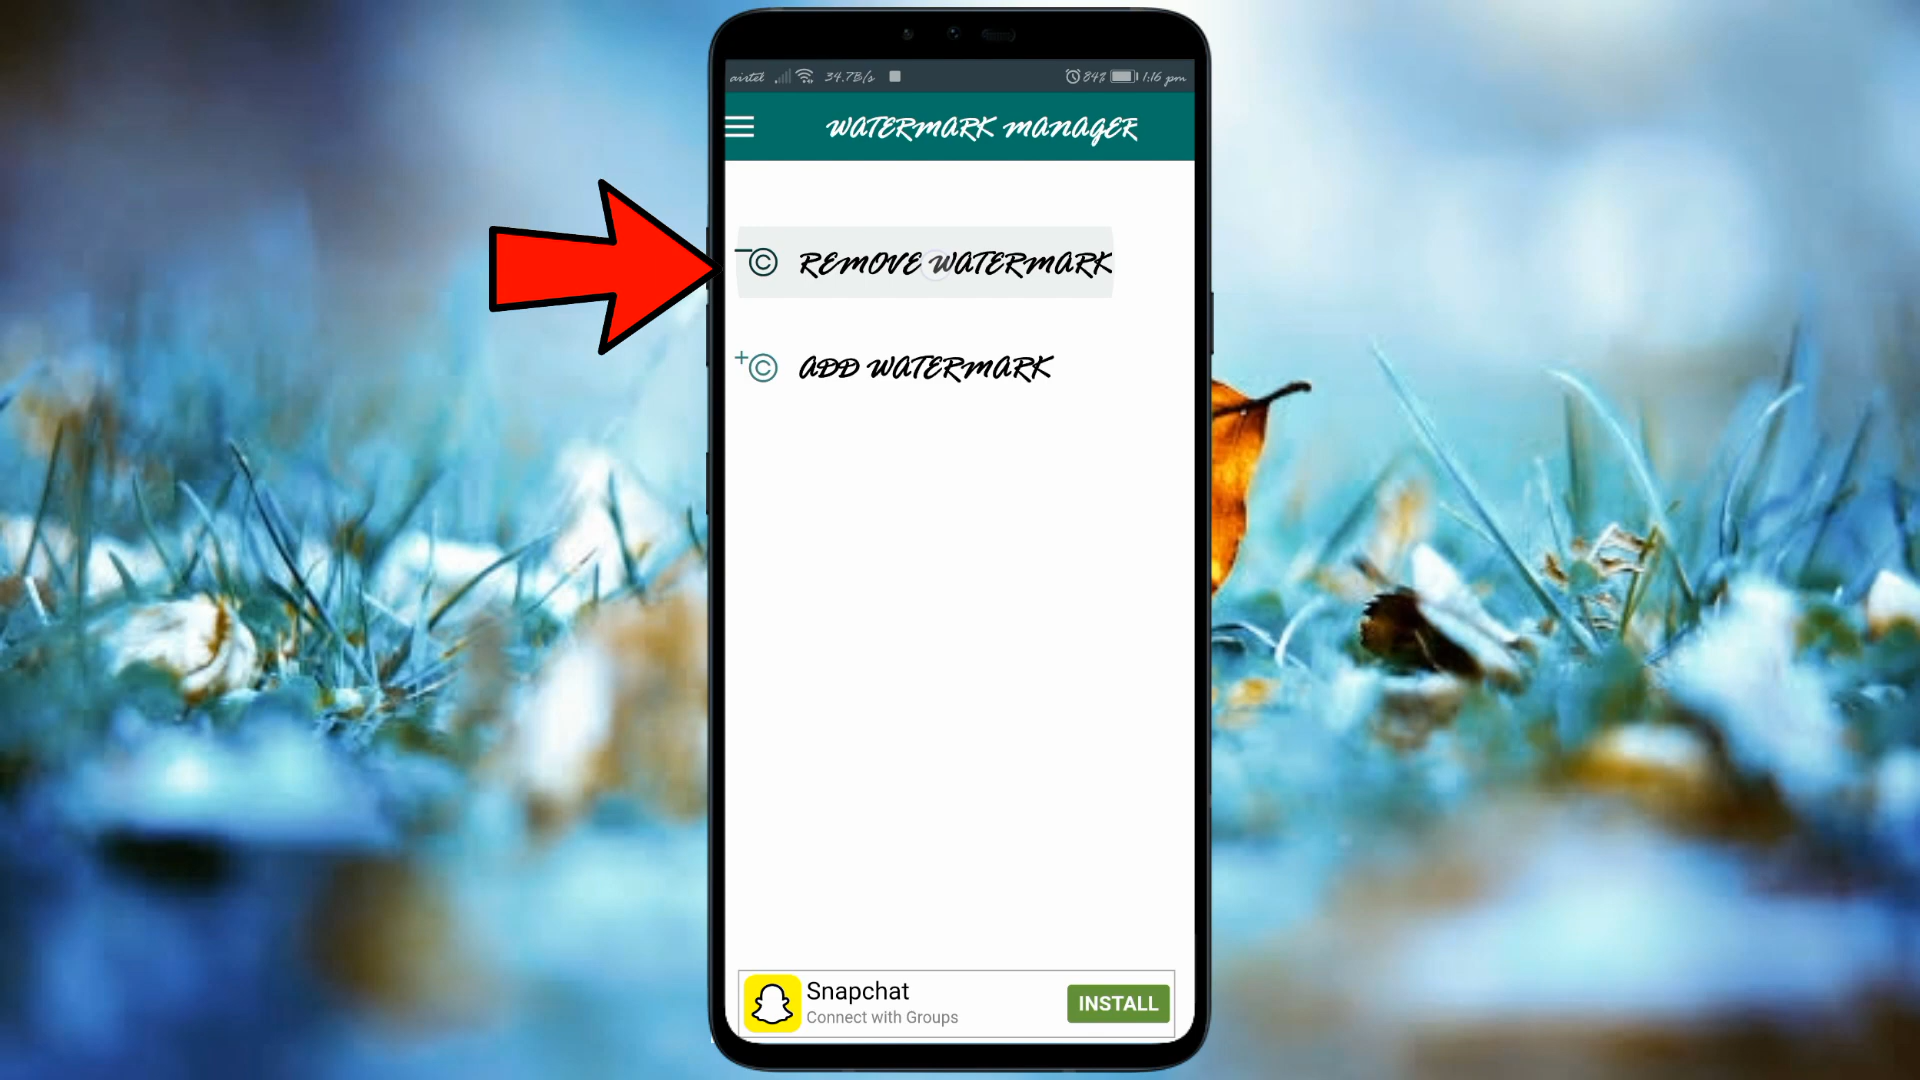 airtel 34.7B/s 84% 1:16 pm
WATERMARK MANAGER
REMOVE WATERMARK
ADD WATERMARK
Snapchat
Connect with Groups
INSTALL